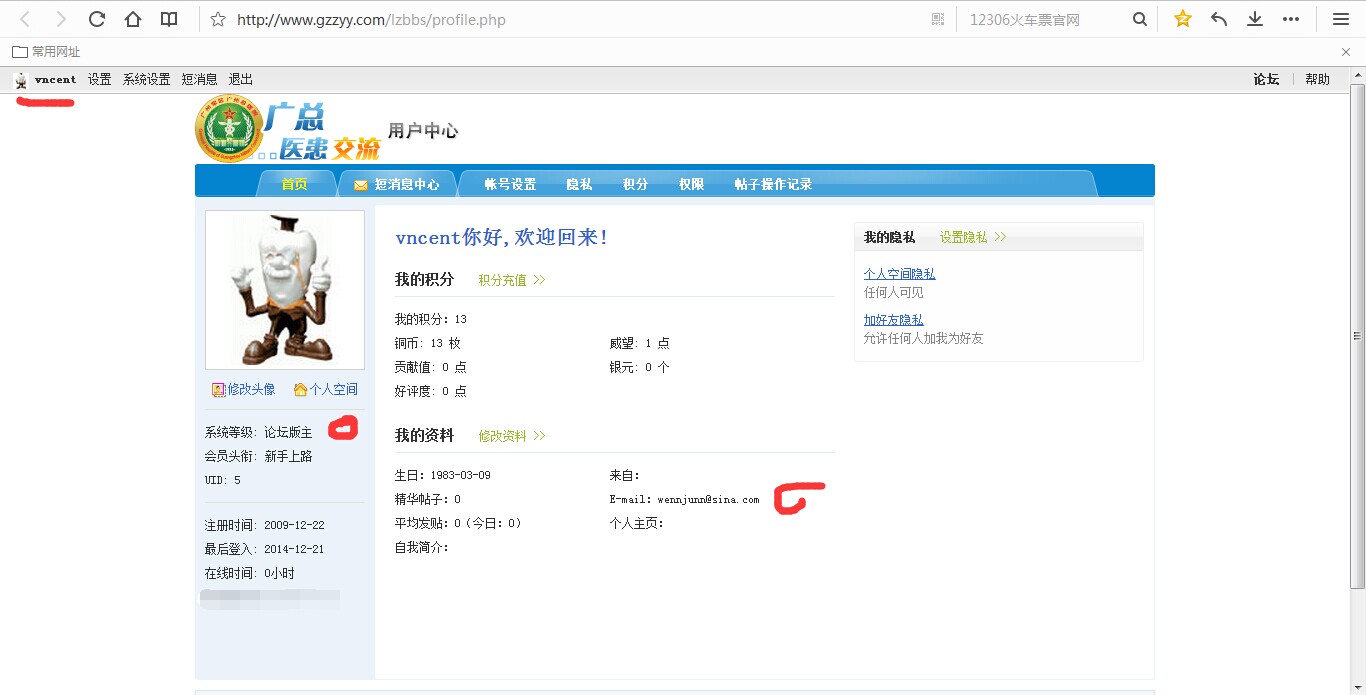 http://www.gzzyy.com/lzbbs/profile.php
12306火车票官网
常用网址
vncent 设置 系统设置 短消息 退出
论坛 帮助
广总
...医患交流
用户中心
首页 短消息中心 帐号设置 隐私 积分 权限 帖子操作记录
修改头像 个人空间
系统等级: 论坛版主
会员头衔: 新手上路
UID: 5
注册时间: 2009-12-22
最后登入: 2014-12-21
在线时间: 0小时
vncent你好,欢迎回来!
我的积分 积分充值 >>
我的积分: 13
铜币: 13 枚 威望: 1 点
贡献值: 0 点 银元: 0 个
好评度: 0 点
我的资料 修改资料 >>
生日: 1983-03-09 来自:
精华帖子: 0 E-mail: wennjunn@sina.com
平均发贴: 0 (今日: 0) 个人主页:
自我简介:
我的隐私 设置隐私 >>
个人空间隐私
任何人可见
加好友隐私
允许任何人加我为好友